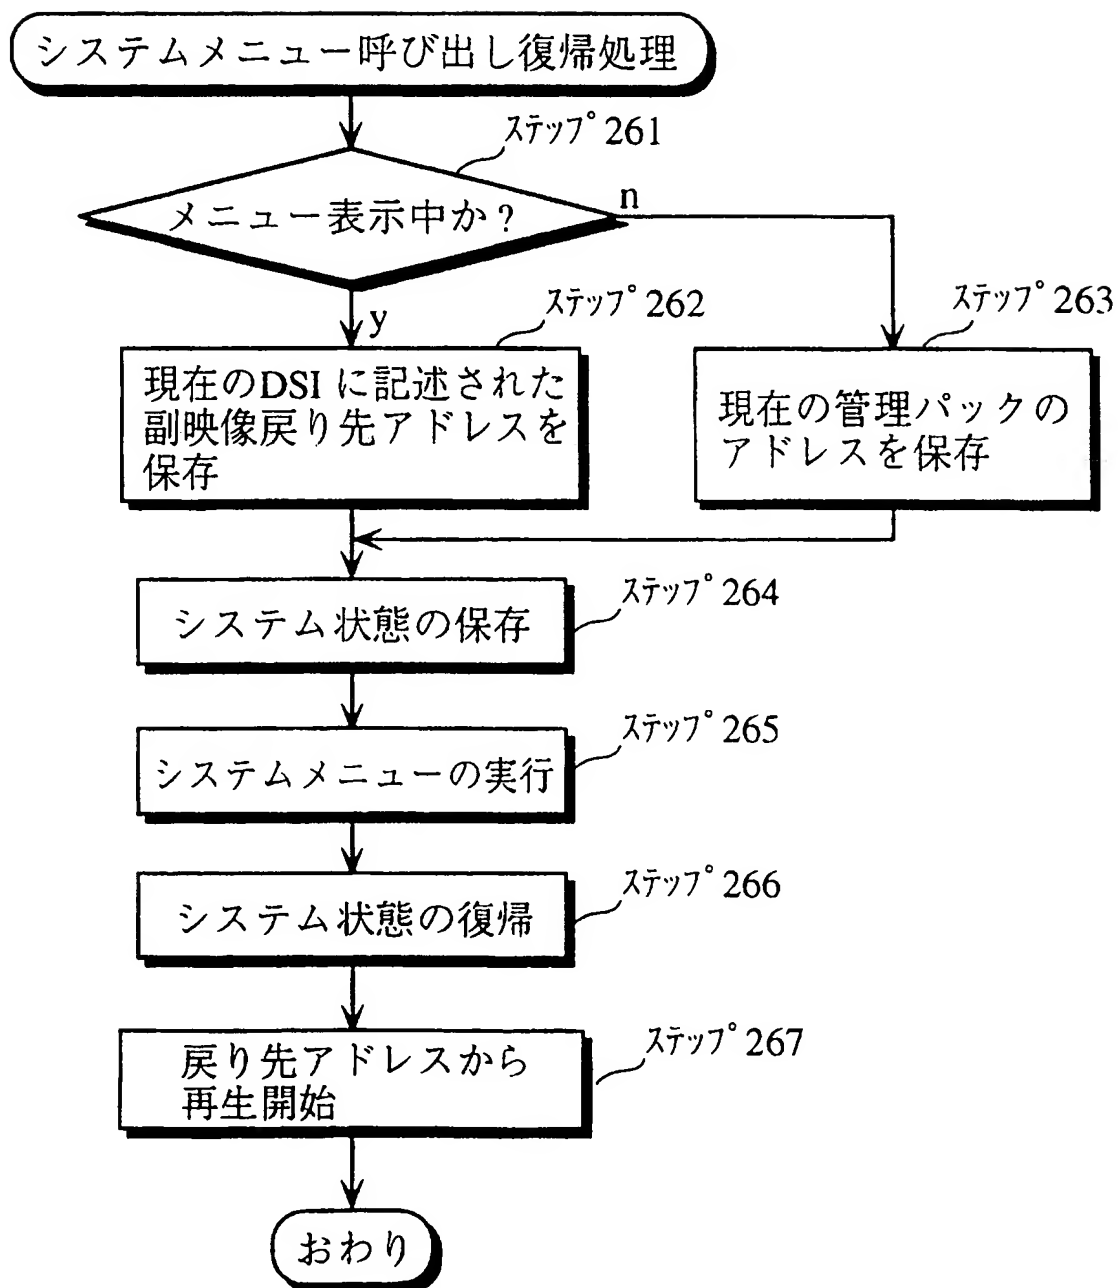 システムメニュー呼び出し復帰処理
ステップ261
メニュー表示中か?
n
y
ステップ262
現在のDSIに記述された
副映像戻り先アドレスを
保存
ステップ263
現在の管理パックの
アドレスを保存
ステップ264
システム状態の保存
ステップ265
システムメニューの実行
ステップ266
システム状態の復帰
ステップ267
戻り先アドレスから
再生開始
おわり